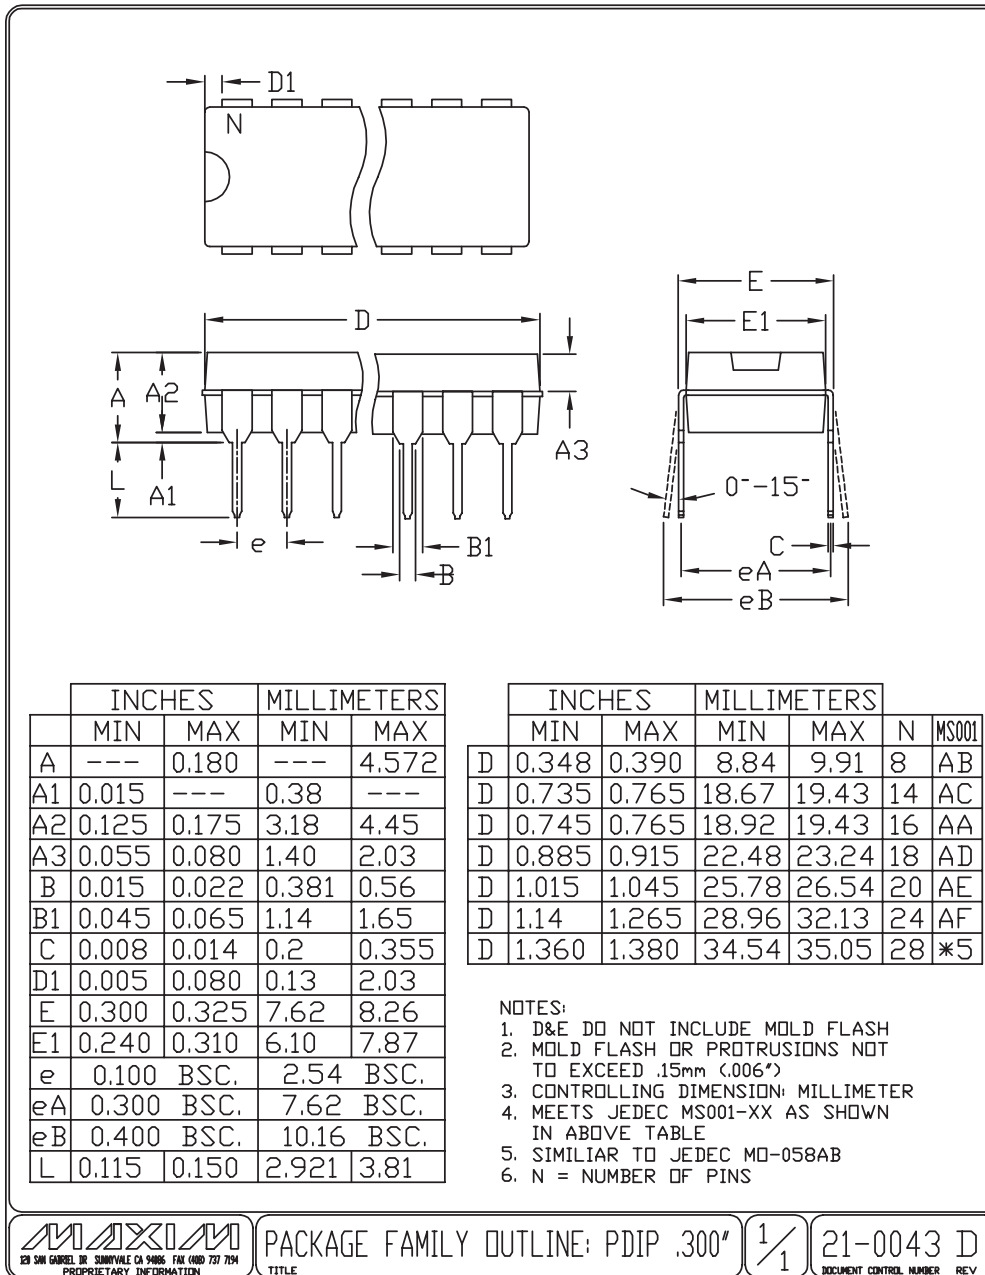 D1
N
E
D
E1
A
A2
A3
L
A1
0°-15°
e
B1
C
B
eA
eB
INCHES MILLIMETERS
MIN MAX MIN MAX
A --- 0.180 --- 4.572
A1 0.015 --- 0.38 ---
A2 0.125 0.175 3.18 4.45
A3 0.055 0.080 1.40 2.03
B 0.015 0.022 0.381 0.56
B1 0.045 0.065 1.14 1.65
C 0.008 0.014 0.2 0.355
D1 0.005 0.080 0.13 2.03
E 0.300 0.325 7.62 8.26
E1 0.240 0.310 6.10 7.87
e 0.100 BSC. 2.54 BSC.
eA 0.300 BSC. 7.62 BSC.
eB 0.400 BSC. 10.16 BSC.
L 0.115 0.150 2.921 3.81
INCHES MILLIMETERS
MIN MAX MIN MAX N MS001
D 0.348 0.390 8.84 9.91 8 AB
D 0.735 0.765 18.67 19.43 14 AC
D 0.745 0.765 18.92 19.43 16 AA
D 0.885 0.915 22.48 23.24 18 AD
D 1.015 1.045 25.78 26.54 20 AE
D 1.14 1.265 28.96 32.13 24 AF
D 1.360 1.380 34.54 35.05 28 *5
NOTES:
1. D&E DO NOT INCLUDE MOLD FLASH
2. MOLD FLASH OR PROTRUSIONS NOT
TO EXCEED .15mm (.006")
3. CONTROLLING DIMENSION: MILLIMETER
4. MEETS JEDEC MS001-XX AS SHOWN
IN ABOVE TABLE
5. SIMILIAR TO JEDEC MO-058AB
6. N = NUMBER OF PINS
MAXIM
120 SAN GABRIEL DR SUNNYVALE CA 94086 FAX (408) 737 7194
PROPRIETARY INFORMATION
PACKAGE FAMILY OUTLINE: PDIP .300"
TITLE
1/1
21-0043 D
DOCUMENT CONTROL NUMBER REV